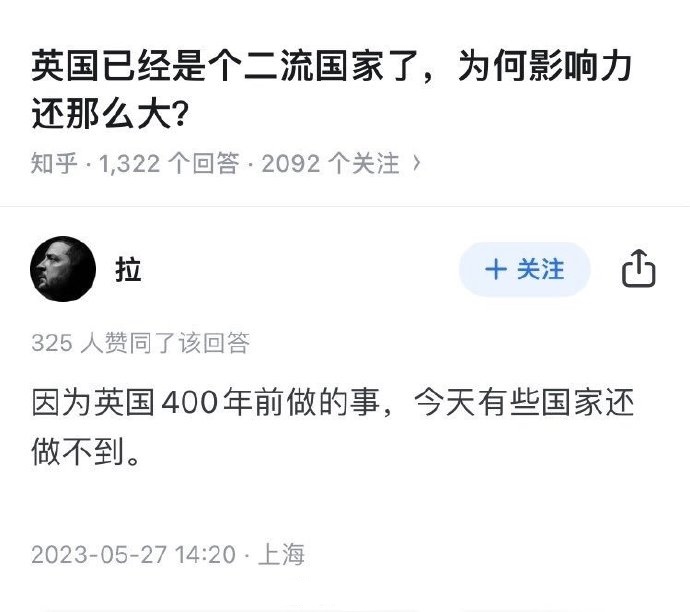 英国已经是个二流国家了，为何影响力
还那么大？
知乎 · 1,322 个回答 · 2092 个关注 >
拉
+ 关注
325 人赞同了该回答
因为英国400年前做的事，今天有些国家还
做不到。
2023-05-27 14:20 · 上海